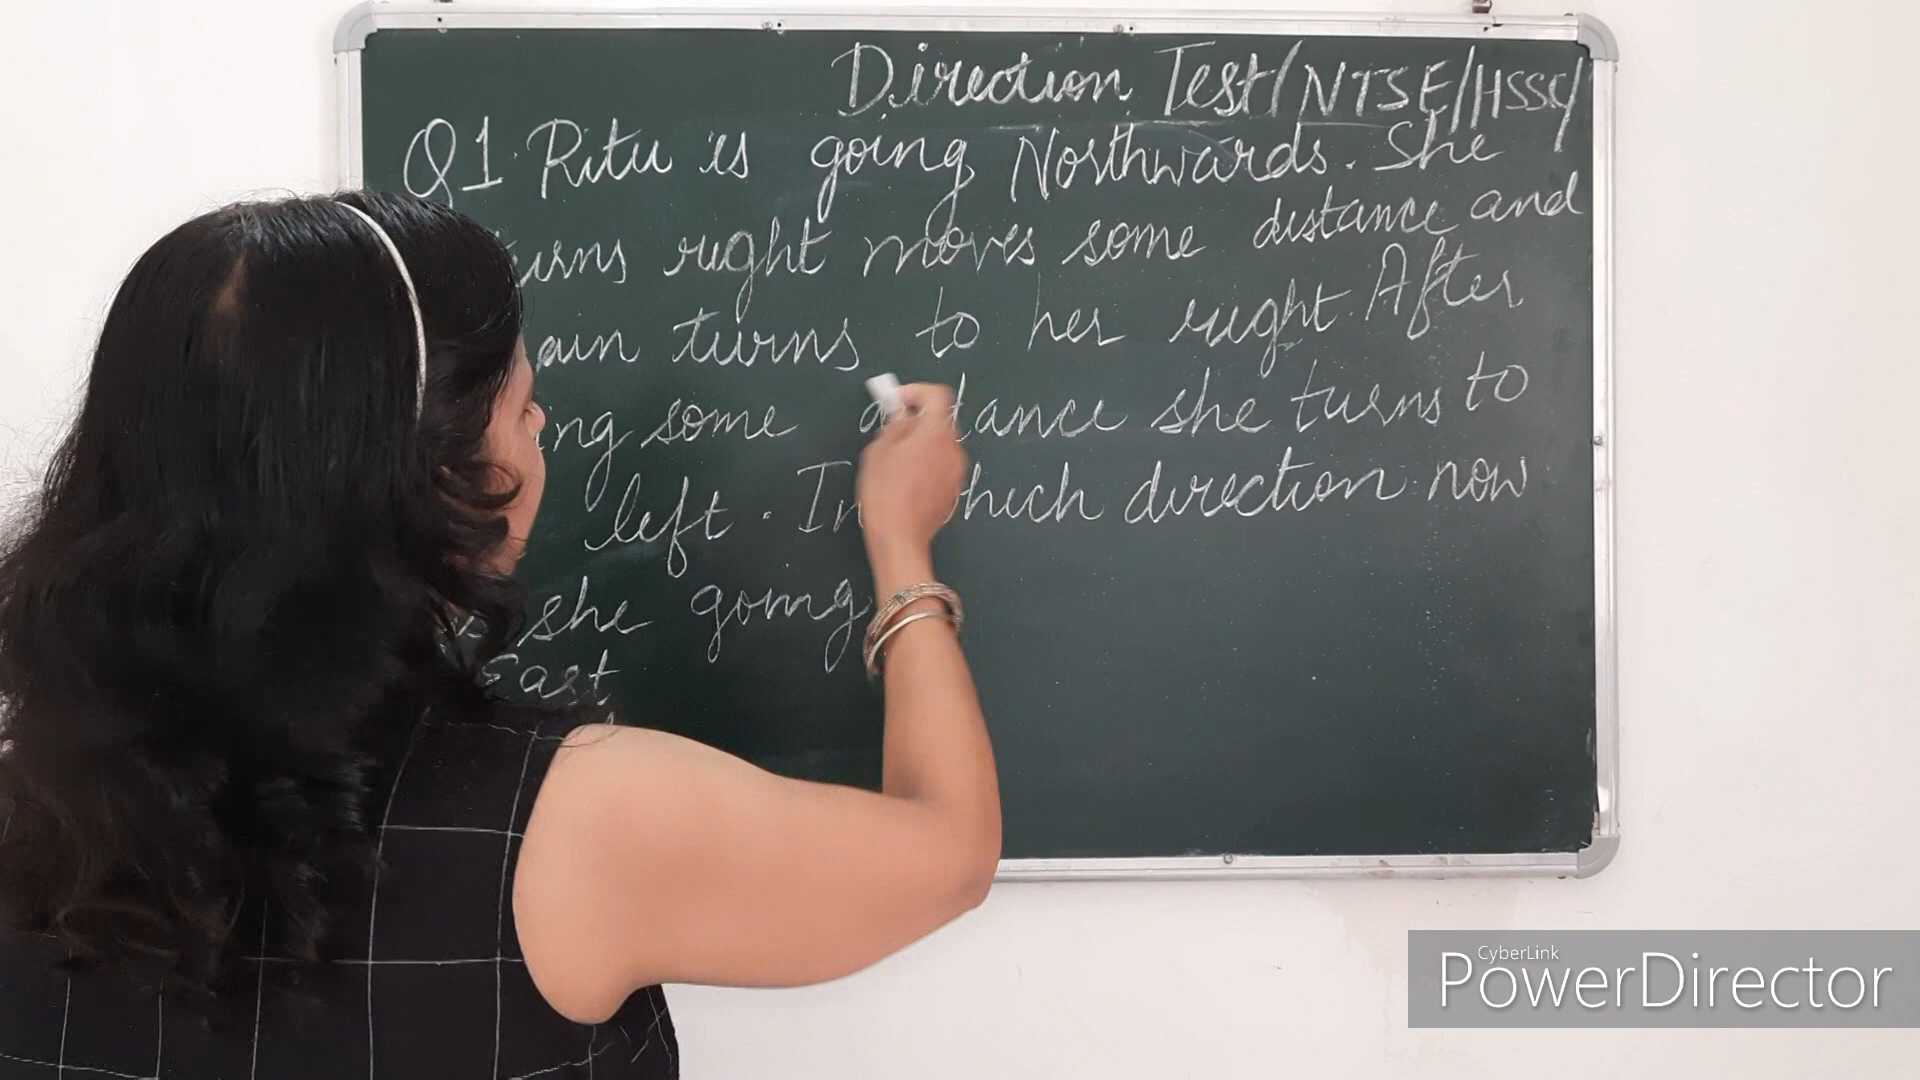 Direction Test/NTSE/HSSC/
Q1. Ritu is going Northwards. She
turns right moves some distance and
turns to her right. After
some distance she turns to
left. In which direction now
she going
East
CyberLink
PowerDirector